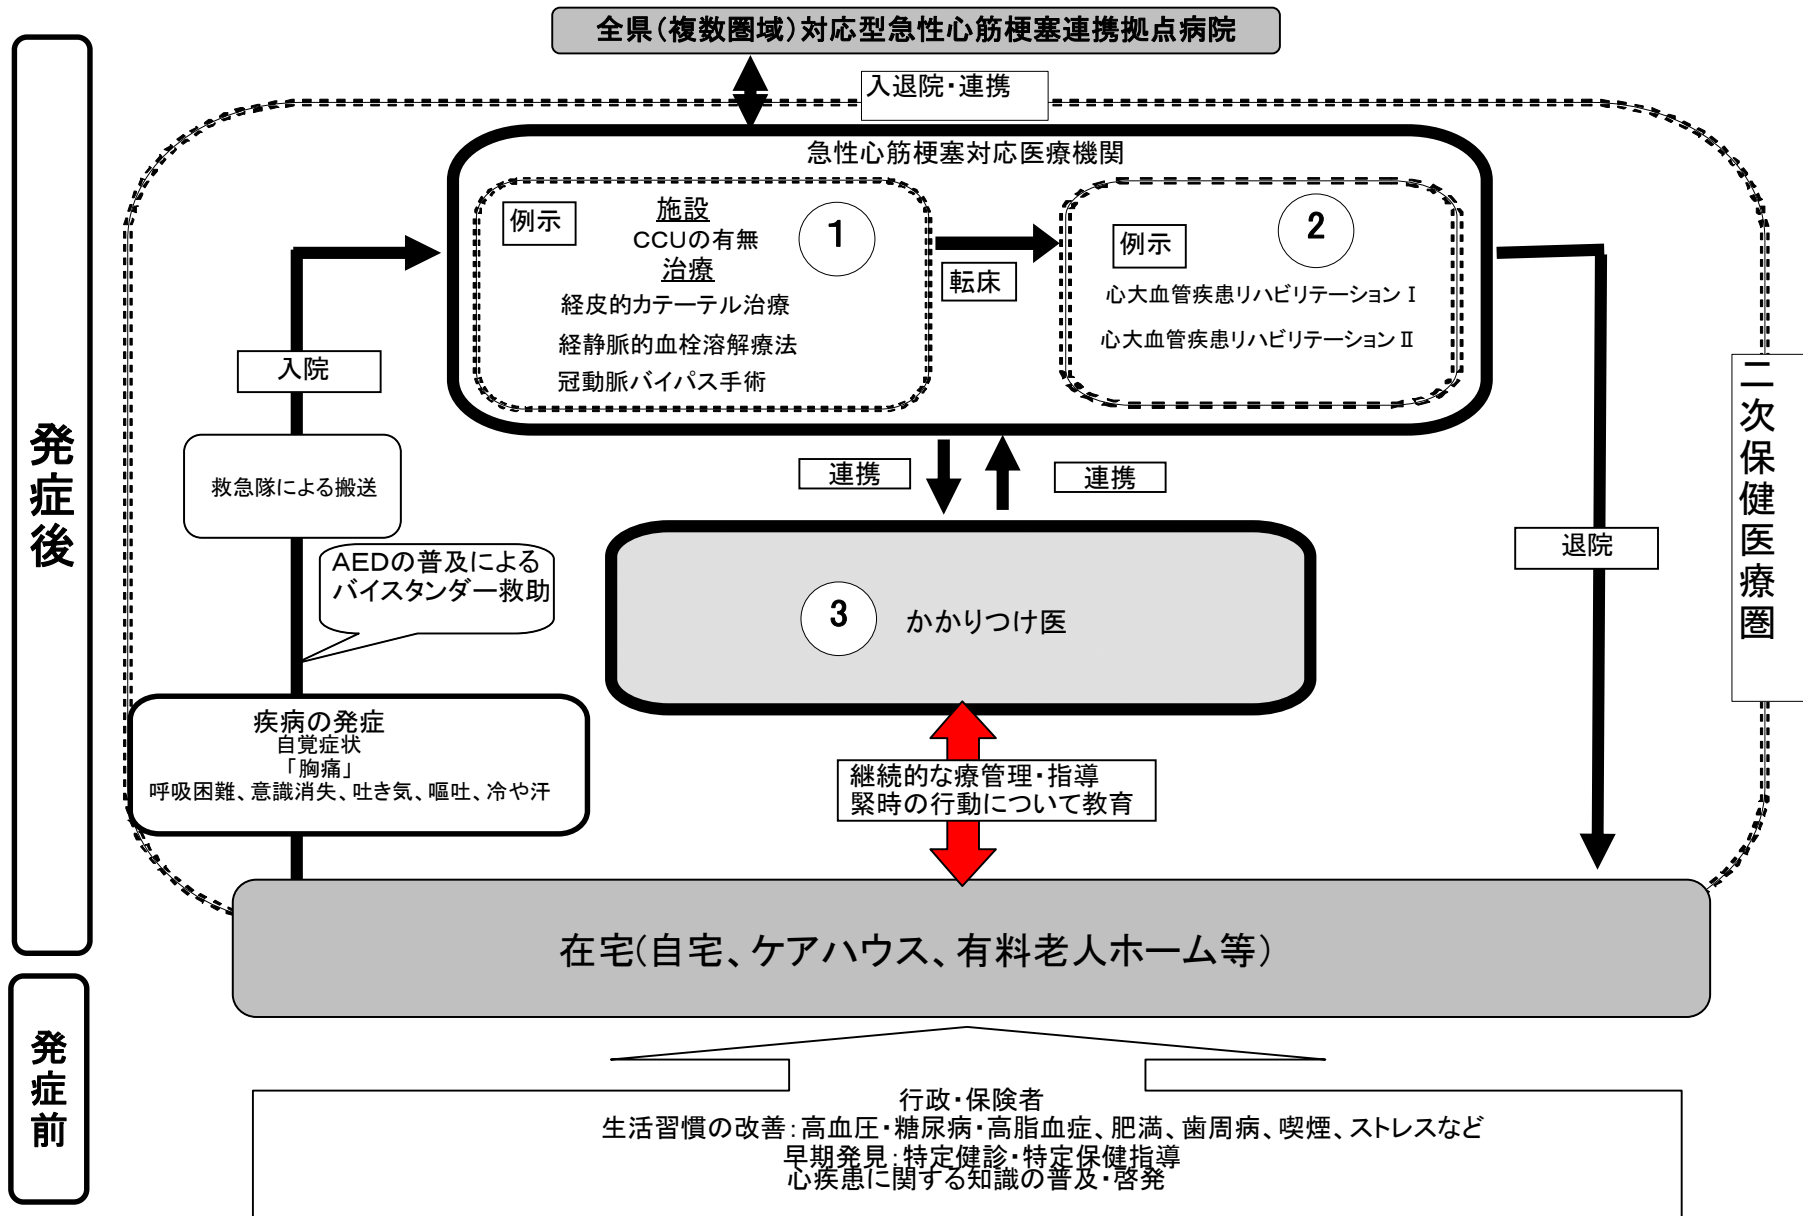 全県(複数圏域)対応型急性心筋梗塞連携拠点病院
入退院・連携
急性心筋梗塞対応医療機関
例示
施設
CCUの有無
治療
1
経皮的カテーテル治療
経静脈的血栓溶解療法
冠動脈バイパス手術
転床
例示
2
心大血管疾患リハビリテーションⅠ
心大血管疾患リハビリテーションⅡ
入院
救急隊による搬送
AEDの普及による
バイスタンダー救助
連携
連携
3
かかりつけ医
退院
二次保健医療圏
発症後
疾病の発症
自覚症状
「胸痛」
呼吸困難、意識消失、吐き気、嘔吐、冷や汗
継続的な療管理・指導
緊時の行動について教育
在宅(自宅、ケアハウス、有料老人ホーム等)
発症前
行政・保険者
生活習慣の改善:高血圧・糖尿病・高脂血症、肥満、歯周病、喫煙、ストレスなど
早期発見:特定健診・特定保健指導
心疾患に関する知識の普及・啓発